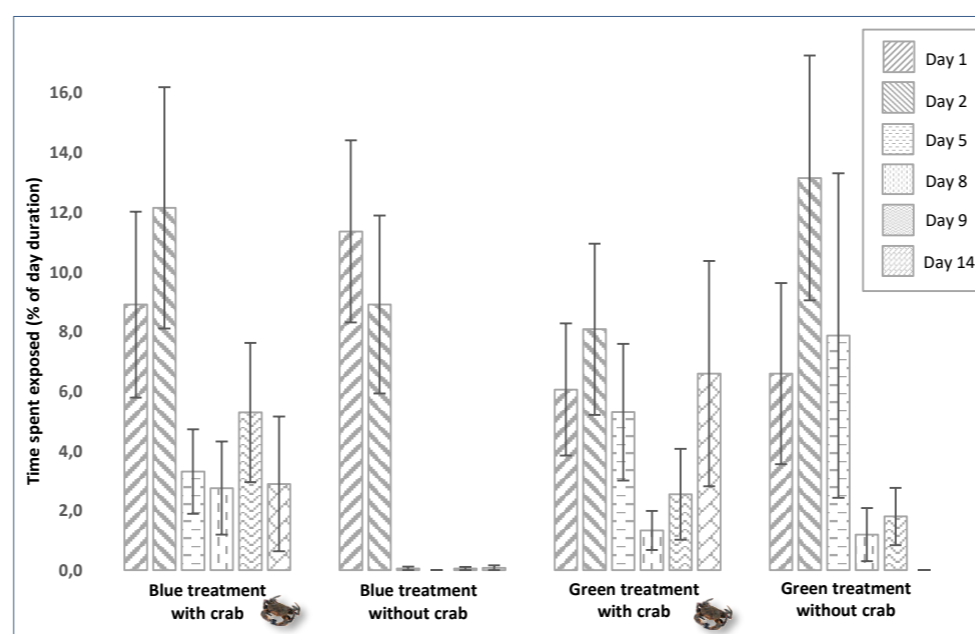 Time spent exposed (% of day duration)
16,0
14,0
12,0
10,0
8,0
6,0
4,0
2,0
0,0
Day 1
Day 2
Day 5
Day 8
Day 9
Day 14
Blue treatment
with crab
Blue treatment
without crab
Green treatment
with crab
Green treatment
without crab